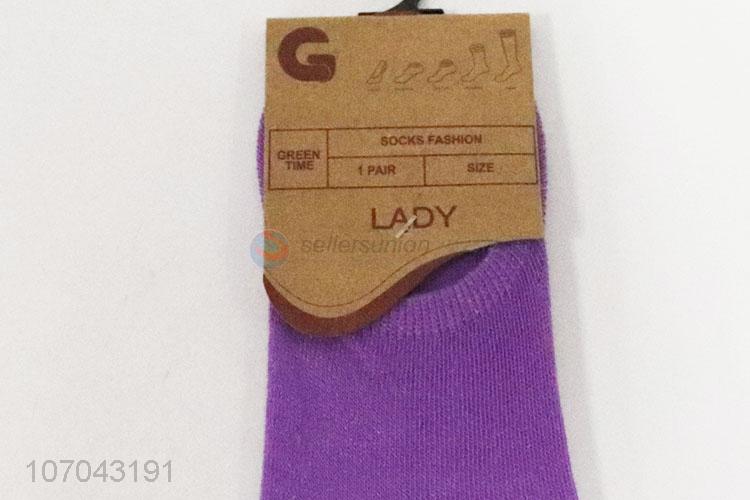 G
SOCKS FASHION
GREEN TIME
1 PAIR SIZE
LADY
sellersunion
107043191